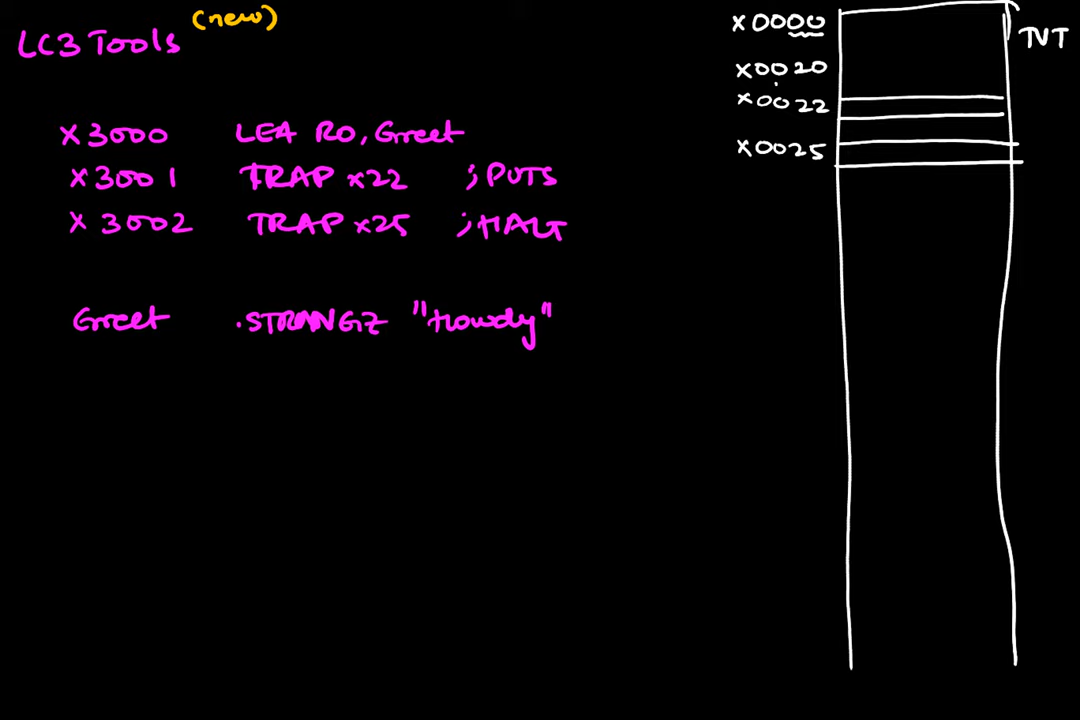 LC3 Tools (new)
x3000 LEA R0, Greet
x3001 TRAP x22 ;PUTS
x3002 TRAP x25 ;HALT
Greet .STRANGZ "Howdy"
x0000
TVT
x0020
x0022
x0025